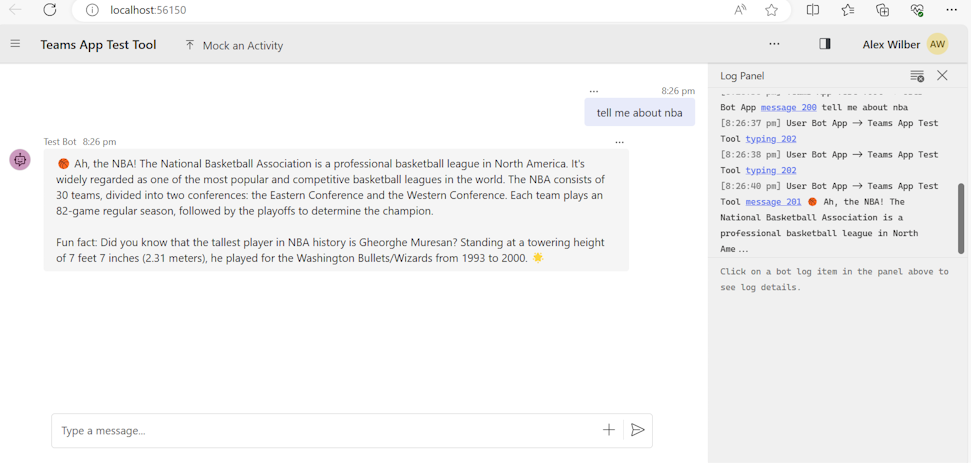 localhost:56150
Teams App Test Tool
Mock an Activity
Alex Wilber
AW
8:26 pm
tell me about nba
Test Bot 8:26 pm
🏀 Ah, the NBA! The National Basketball Association is a professional basketball league in North America. It's
widely regarded as one of the most popular and competitive basketball leagues in the world. The NBA consists of
30 teams, divided into two conferences: the Eastern Conference and the Western Conference. Each team plays an
82-game regular season, followed by the playoffs to determine the champion.
Fun fact: Did you know that the tallest player in NBA history is Gheorghe Muresan? Standing at a towering height
of 7 feet 7 inches (2.31 meters), he played for the Washington Bullets/Wizards from 1993 to 2000. 🌟
Type a message...
Log Panel
Bot App message 200 tell me about nba
[8:26:37 pm] User Bot App → Teams App Test
Tool typing 202
[8:26:38 pm] User Bot App → Teams App Test
Tool typing 202
[8:26:40 pm] User Bot App → Teams App Test
Tool message 201 🏀 Ah, the NBA! The
National Basketball Association is a
professional basketball league in North
Ame...
Click on a bot log item in the panel above to
see log details.